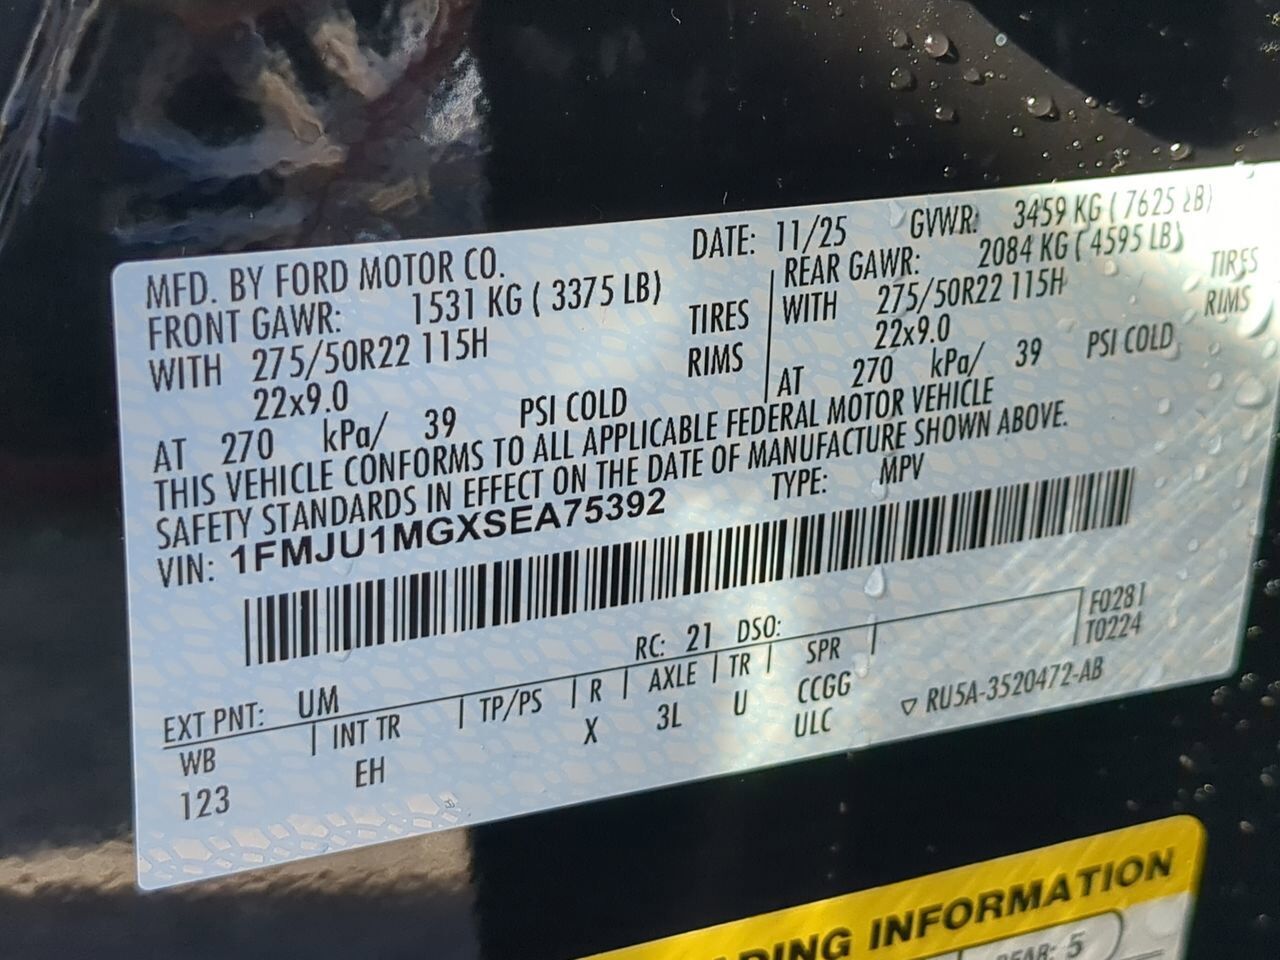 MFD. BY FORD MOTOR CO. DATE: 11/25 GVWR: 3459 KG ( 7625 LB)
FRONT GAWR: 1531 KG ( 3375 LB) REAR GAWR: 2084 KG ( 4595 LB)
WITH 275/50R22 115H TIRES WITH 275/50R22 115H TIRES
22x9.0 RIMS 22x9.0 RIMS
AT 270 kPa/ 39 PSI COLD AT 270 kPa/ 39 PSI COLD
THIS VEHICLE CONFORMS TO ALL APPLICABLE FEDERAL MOTOR VEHICLE
SAFETY STANDARDS IN EFFECT ON THE DATE OF MANUFACTURE SHOWN ABOVE.
VIN: 1FMJU1MGXSEA75392 TYPE: MPV
EXT PNT: UM RC: 21 DSO: F0281
WB INT TR TP/PS R AXLE TR SPR T0224
123 EH X 3L U CCGG ▽ RU5A-3520472-AB
ULC
DING INFORMATION
REAR: 5